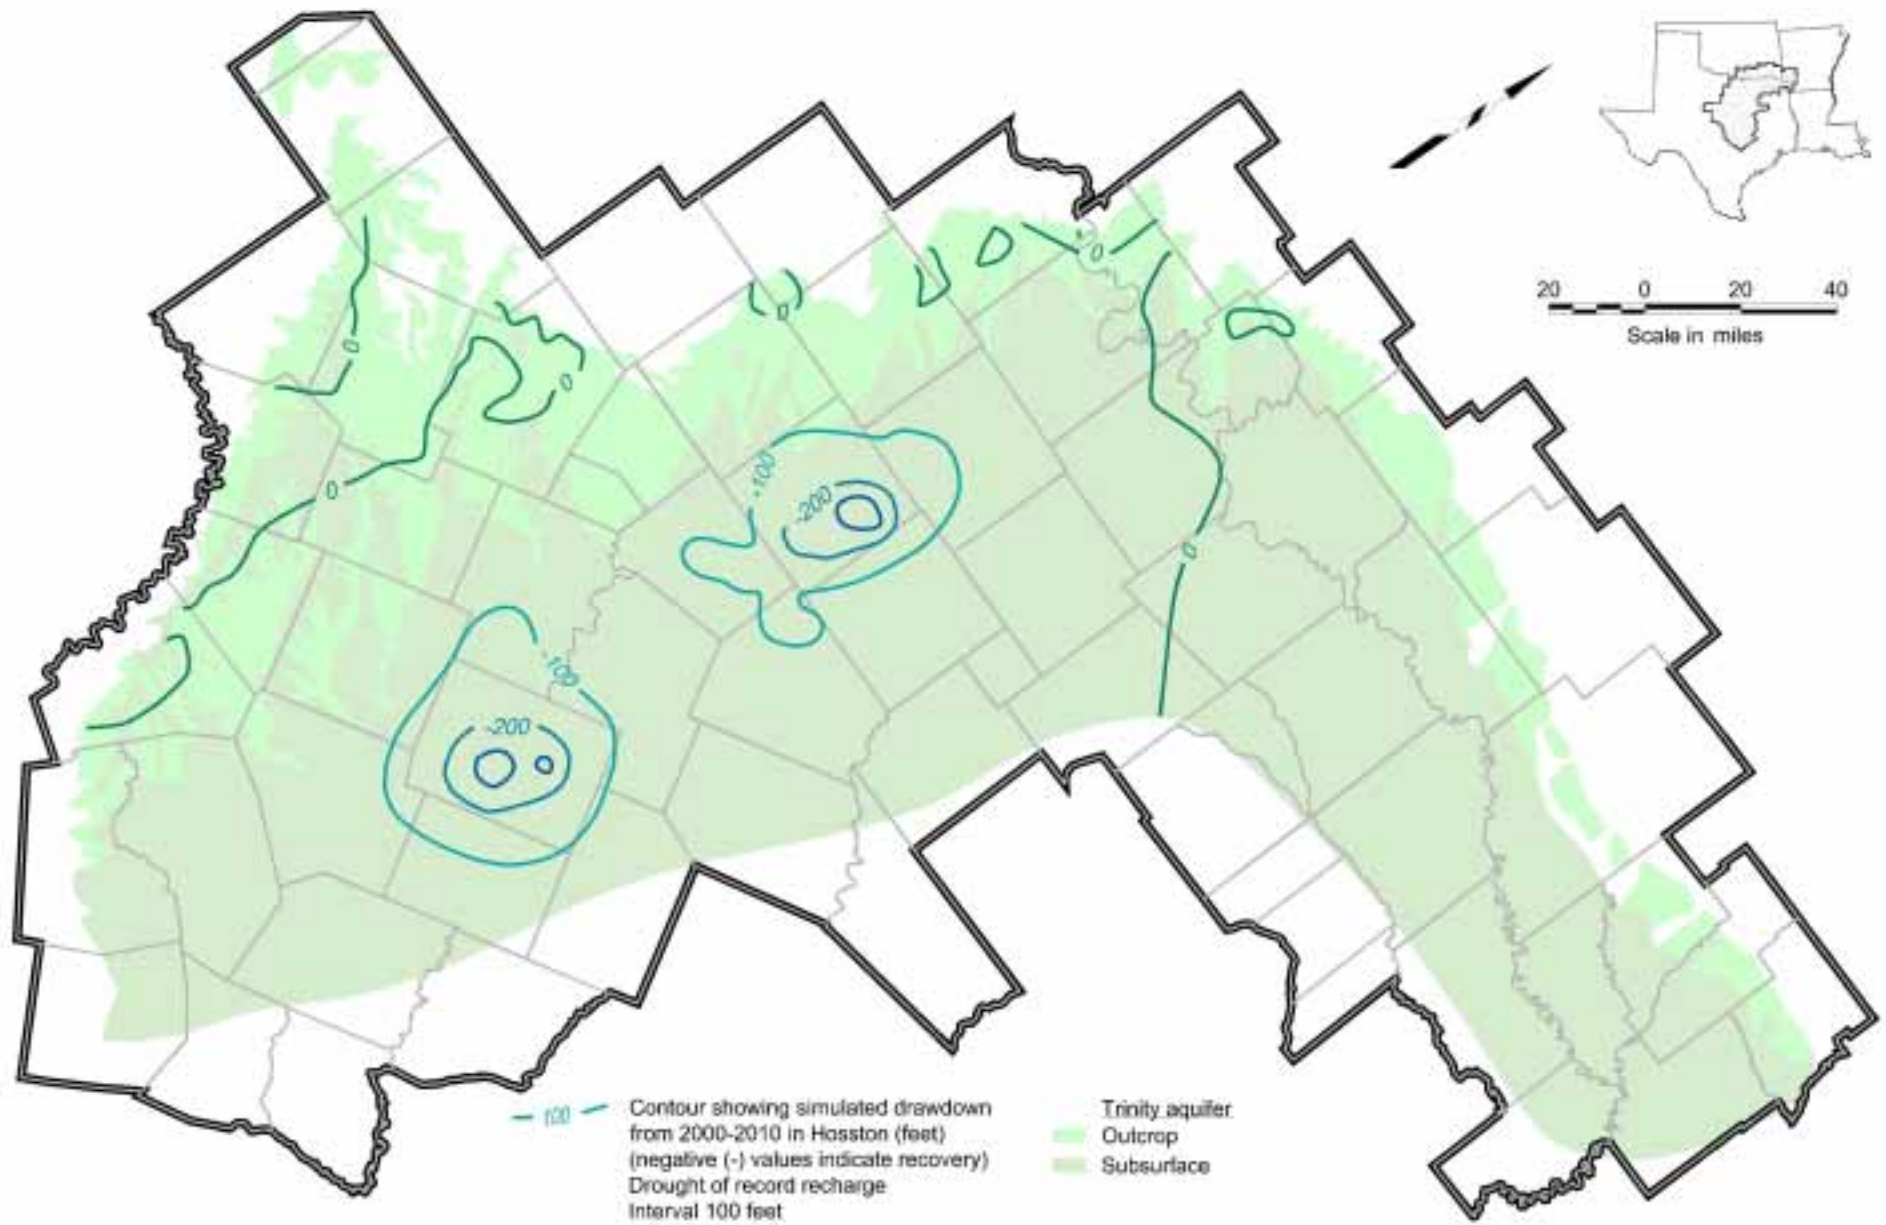 20 0 20 40
Scale in miles
0
0
0
0
0
-100
-200
0
0
-100
-200
100
Contour showing simulated drawdown
from 2000-2010 in Hosston (feet)
(negative (-) values indicate recovery)
Drought of record recharge
Interval 100 feet
Trinity aquifer
Outcrop
Subsurface